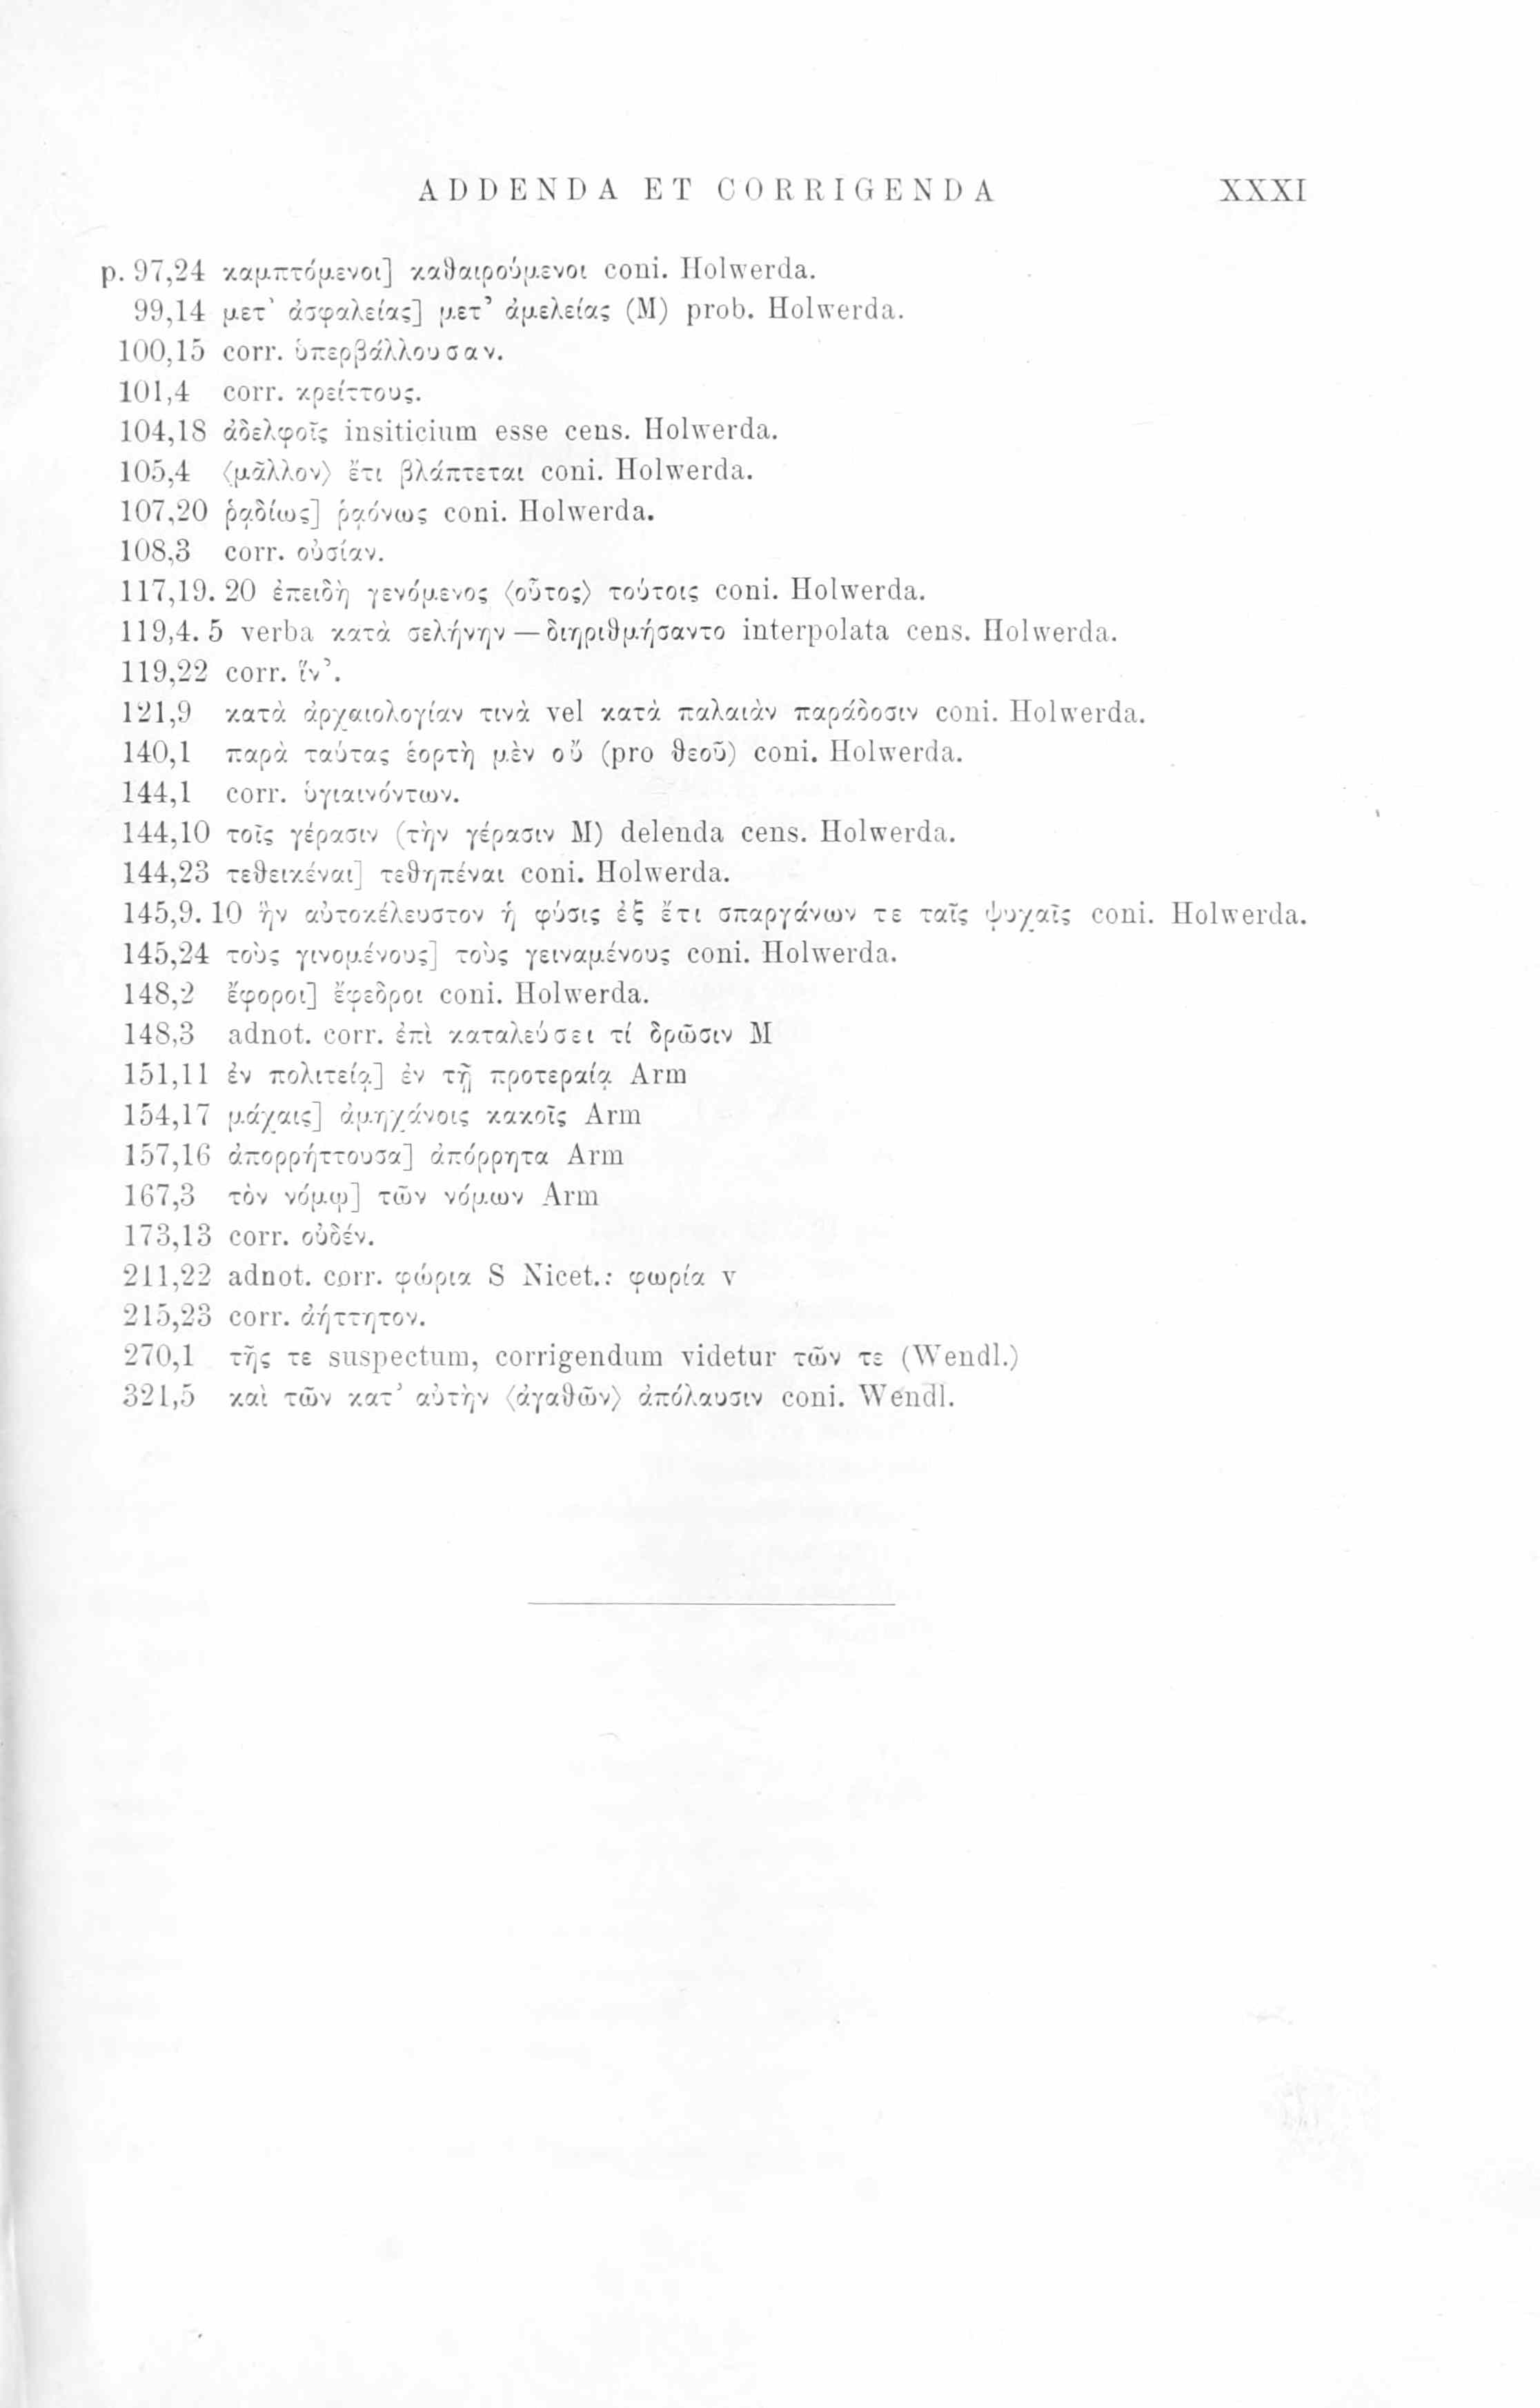 ADDENDA ET CORRIGENDA XXXI
p. 97,24 καμπτόμενοι] καθαιρούμενοι coni. Holwerda.
99,14 μετ' ἀσφαλείας] μετ' ἀμελείας (M) prob. Holwerda.
100,15 corr. ὑπερβάλλουσαν.
101,4 corr. κρείττους.
104,18 ἀδελφοῖς insiticium esse cens. Holwerda.
105,4 ⟨μᾶλλον⟩ ἔτι βλάπτεται coni. Holwerda.
107,20 ῥᾳδίως] ῥᾳόνως coni. Holwerda.
108,3 corr. οὐσίαν.
117,19. 20 ἐπειδὴ γενόμενος ⟨οὗτος⟩ τούτοις coni. Holwerda.
119,4. 5 verba κατὰ σελήνην — διηριθμήσαντο interpolata cens. Holwerda.
119,22 corr. ἵν'.
121,9 κατὰ ἀρχαιολογίαν τινὰ vel κατὰ παλαιὰν παράδοσιν coni. Holwerda.
140,1 παρὰ ταύτας ἑορτὴ μὲν οὔ (pro θεοῦ) coni. Holwerda.
144,1 corr. ὑγιαινόντων.
144,10 τοῖς γέρασιν (τὴν γέρασιν M) delenda cens. Holwerda.
144,23 τεθεικέναι] τεθηπέναι coni. Holwerda.
145,9. 10 ἣν αὐτοκέλευστον ἡ φύσις ἐξ ἔτι σπαργάνων τε ταῖς ψυχαῖς coni. Holwerda.
145,24 τοὺς γινομένους] τοὺς γειναμένους coni. Holwerda.
148,2 ἔφοροι] ἔφεδροι coni. Holwerda.
148,3 adnot. corr. ἐπὶ καταλεύσει τί δρῶσιν M
151,11 ἐν πολιτείᾳ] ἐν τῇ προτεραίᾳ Arm
154,17 μάχαις] ἀμηχάνοις κακοῖς Arm
157,16 ἀπορρήττουσα] ἀπόρρητα Arm
167,3 τὸν νόμῳ] τῶν νόμων Arm
173,13 corr. οὐδέν.
211,22 adnot. corr. φώρια S Nicet.: φωρία v
215,23 corr. ἀήττητον.
270,1 τῆς τε suspectum, corrigendum videtur τῶν τε (Wendl.)
321,5 καὶ τῶν κατ' αὐτὴν ⟨ἀγαθῶν⟩ ἀπόλαυσιν coni. Wendl.